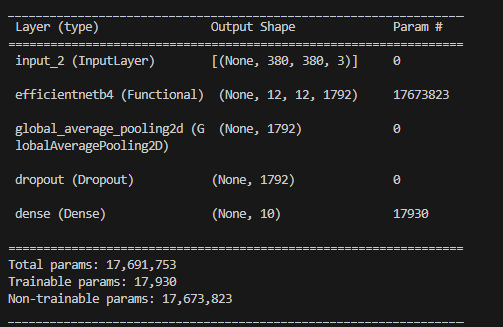 Layer (type) Output Shape Param #
input_2 (InputLayer) [(None, 380, 380, 3)] 0
efficientnetb4 (Functional) (None, 12, 12, 1792) 17673823
global_average_pooling2d (G (None, 1792) 0
lobalAveragePooling2D)
dropout (Dropout) (None, 1792) 0
dense (Dense) (None, 10) 17930
Total params: 17,691,753
Trainable params: 17,930
Non-trainable params: 17,673,823